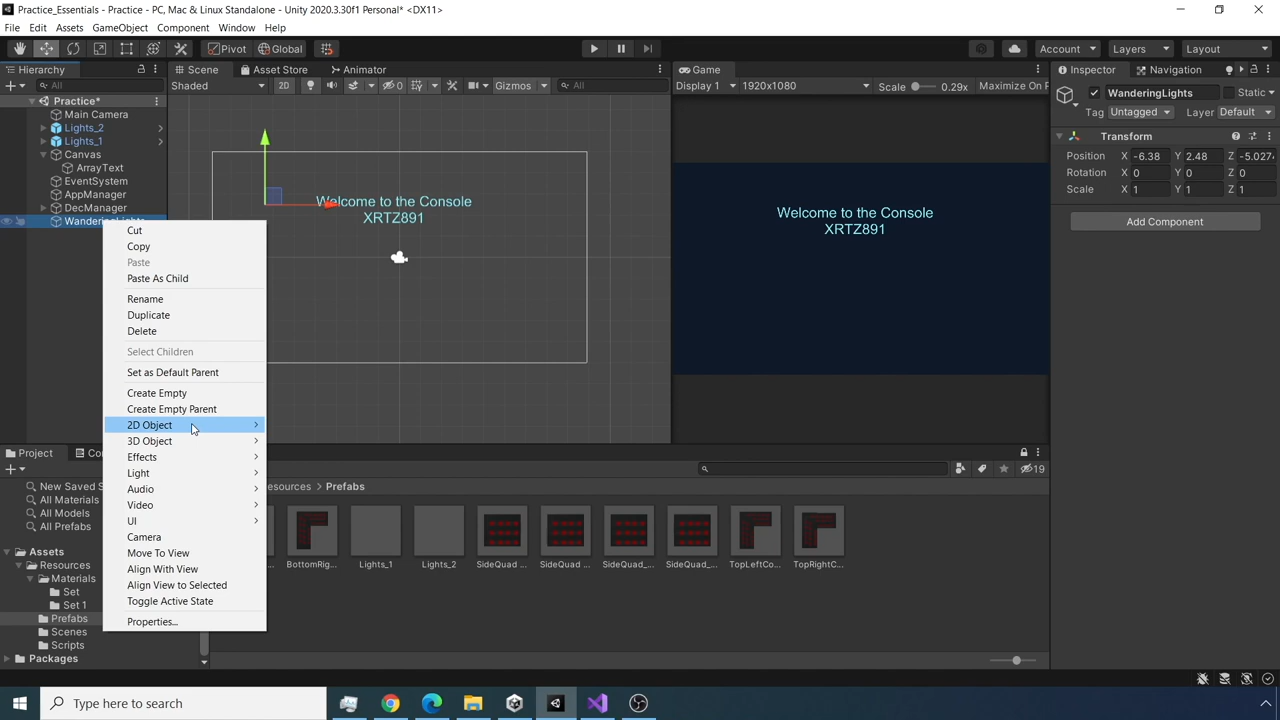 Practice_Essentials - Practice - PC, Mac & Linux Standalone - Unity 2020.3.30f1 Personal* <DX11>
File Edit Assets GameObject Component Window Help
Pivot Global Account Layers Layout
Hierarchy Scene Asset Store Animator Game Inspector Navigation
All Shaded 2D 0 Gizmos All Display 1 1920x1080 Scale 0.29x Maximize On P
WanderingLights Static
Practice*
Main Camera
Tag Untagged Layer Default
Lights_2
Lights_1
Transform
Canvas
Position X -6.38 Y 2.48 Z -5.0274
ArrayText
Rotation X 0 Y 0 Z 0
EventSystem
Scale X 1 Y 1 Z 1
AppManager
DecManager
WanderingLights
Add Component
Welcome to the Console
XRTZ891
Welcome to the Console
XRTZ891
Cut
Copy
Paste
Paste As Child
Rename
Duplicate
Delete
Select Children
Set as Default Parent
Create Empty
Create Empty Parent
2D Object
3D Object
Effects
Light
Audio
Video
UI
Camera
Move To View
Align With View
Align View to Selected
Toggle Active State
Properties...
Project Co
19
New Saved S
All Materials
All Models
All Prefabs
Assets
Resources
Materials
Set
Set 1
Prefabs
Scenes
Scripts
Packages
esources Prefabs
BottomRig... Lights_1 Lights_2 SideQuad SideQuad SideQuad_... SideQuad_... TopLeftCo... TopRightC...
Type here to search